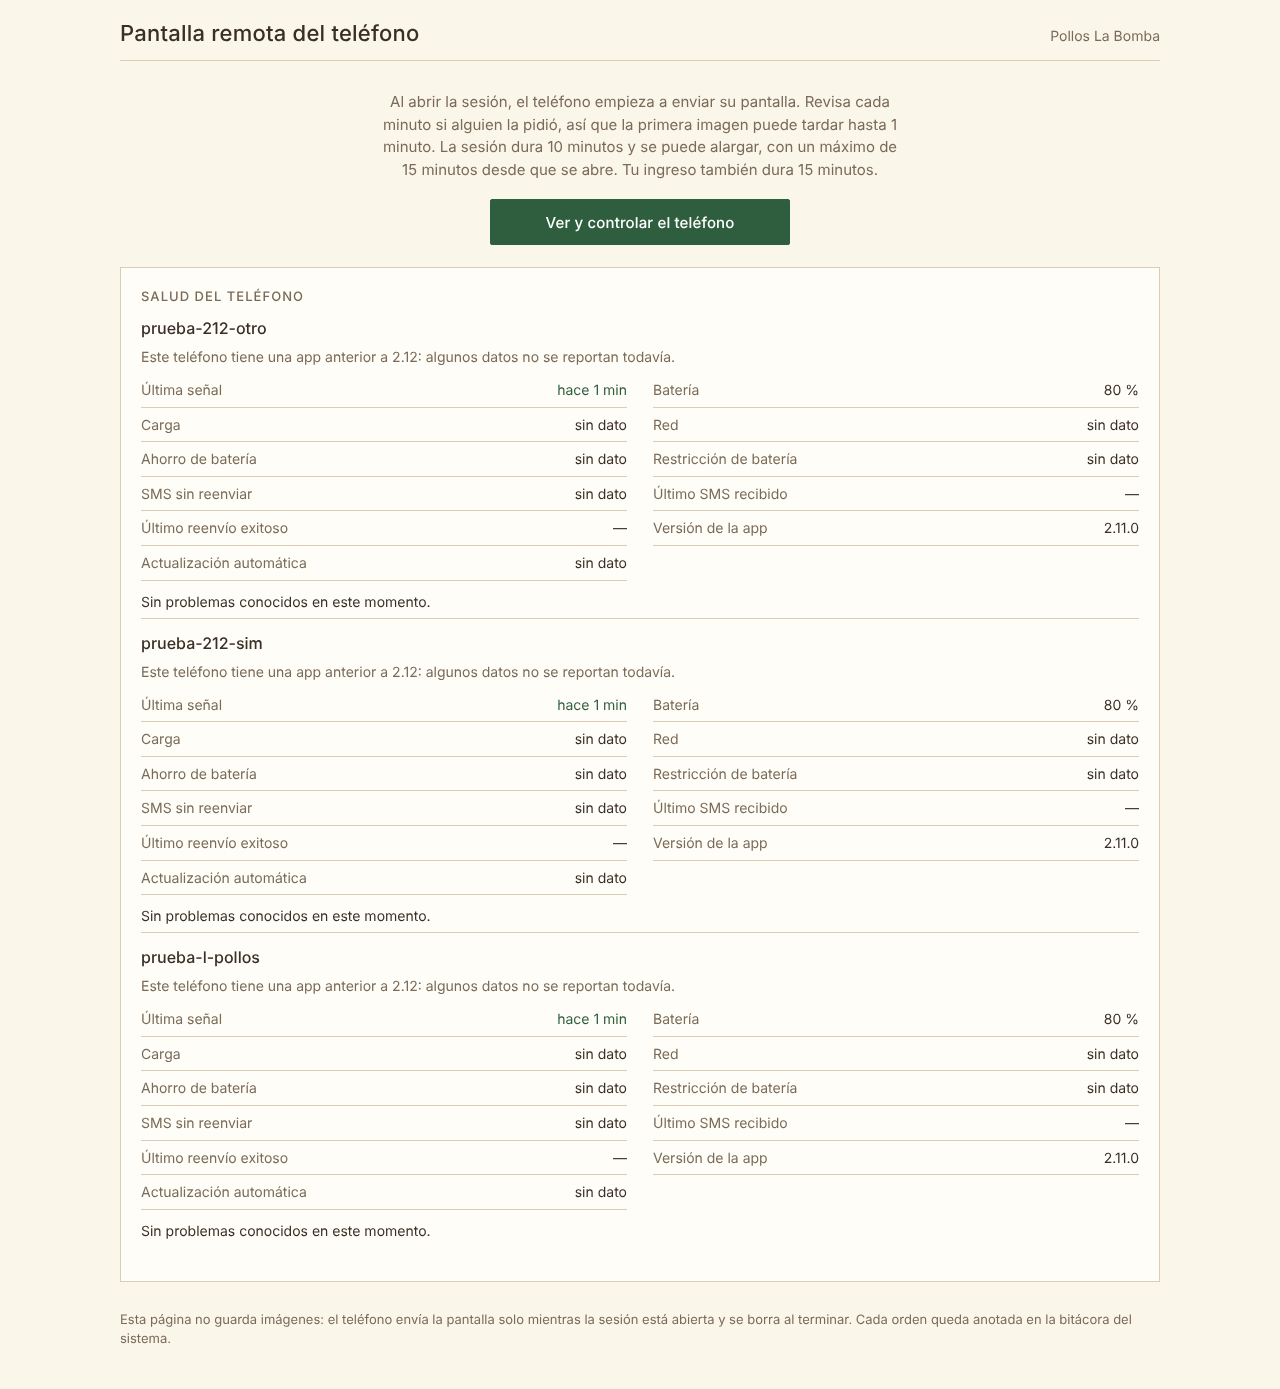 Pantalla remota del teléfono
Pollos La Bomba
Al abrir la sesión, el teléfono empieza a enviar su pantalla. Revisa cada
minuto si alguien la pidió, así que la primera imagen puede tardar hasta 1
minuto. La sesión dura 10 minutos y se puede alargar, con un máximo de
15 minutos desde que se abre. Tu ingreso también dura 15 minutos.
Ver y controlar el teléfono
SALUD DEL TELÉFONO
prueba-212-otro
Este teléfono tiene una app anterior a 2.12: algunos datos no se reportan todavía.
Última señal hace 1 min Batería 80 %
Carga sin dato Red sin dato
Ahorro de batería sin dato Restricción de batería sin dato
SMS sin reenviar sin dato Último SMS recibido —
Último reenvío exitoso — Versión de la app 2.11.0
Actualización automática sin dato
Sin problemas conocidos en este momento.
prueba-212-sim
Este teléfono tiene una app anterior a 2.12: algunos datos no se reportan todavía.
Última señal hace 1 min Batería 80 %
Carga sin dato Red sin dato
Ahorro de batería sin dato Restricción de batería sin dato
SMS sin reenviar sin dato Último SMS recibido —
Último reenvío exitoso — Versión de la app 2.11.0
Actualización automática sin dato
Sin problemas conocidos en este momento.
prueba-l-pollos
Este teléfono tiene una app anterior a 2.12: algunos datos no se reportan todavía.
Última señal hace 1 min Batería 80 %
Carga sin dato Red sin dato
Ahorro de batería sin dato Restricción de batería sin dato
SMS sin reenviar sin dato Último SMS recibido —
Último reenvío exitoso — Versión de la app 2.11.0
Actualización automática sin dato
Sin problemas conocidos en este momento.
Esta página no guarda imágenes: el teléfono envía la pantalla solo mientras la sesión está abierta y se borra al terminar. Cada orden queda anotada en la bitácora del
sistema.